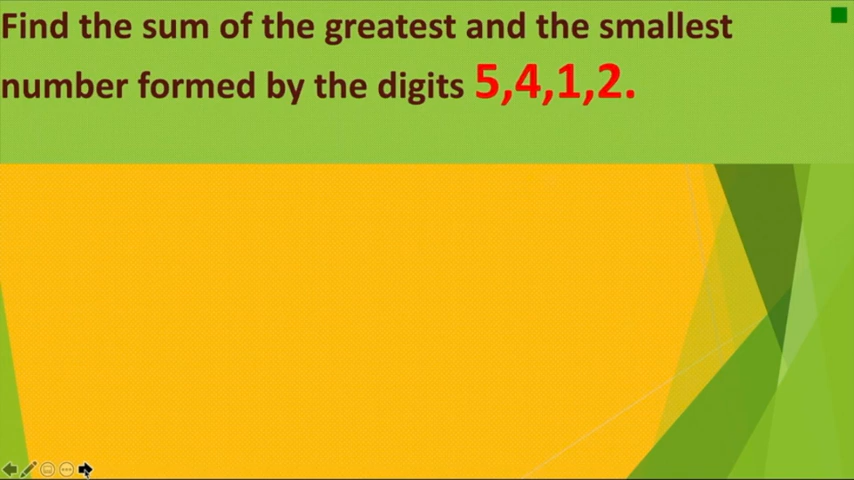 Find the sum of the greatest and the smallest
number formed by the digits 5,4,1,2.